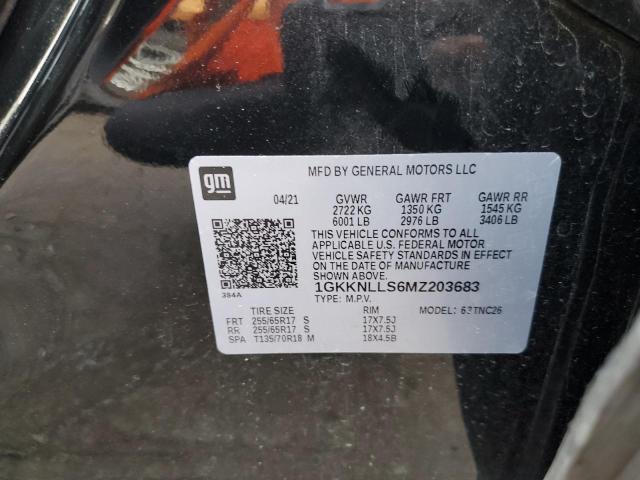 gm
MFD BY GENERAL MOTORS LLC
04/21 GVWR GAWR FRT GAWR RR
2722 KG 1350 KG 1545 KG
6001 LB 2976 LB 3406 LB
THIS VEHICLE CONFORMS TO ALL
APPLICABLE U.S. FEDERAL MOTOR
VEHICLE SAFETY STANDARDS IN EFFECT
ON THE DATE OF MANUFACTURE
SHOWN ABOVE.
1GKKNLLS6MZ203683
384A
TYPE: M.P.V.
TIRE SIZE RIM MODEL: 63TNC26
FRT 255/65R17 S 17X7.5J
RR 255/65R17 S 17X7.5J
SPA T135/70R18 M 18X4.5B